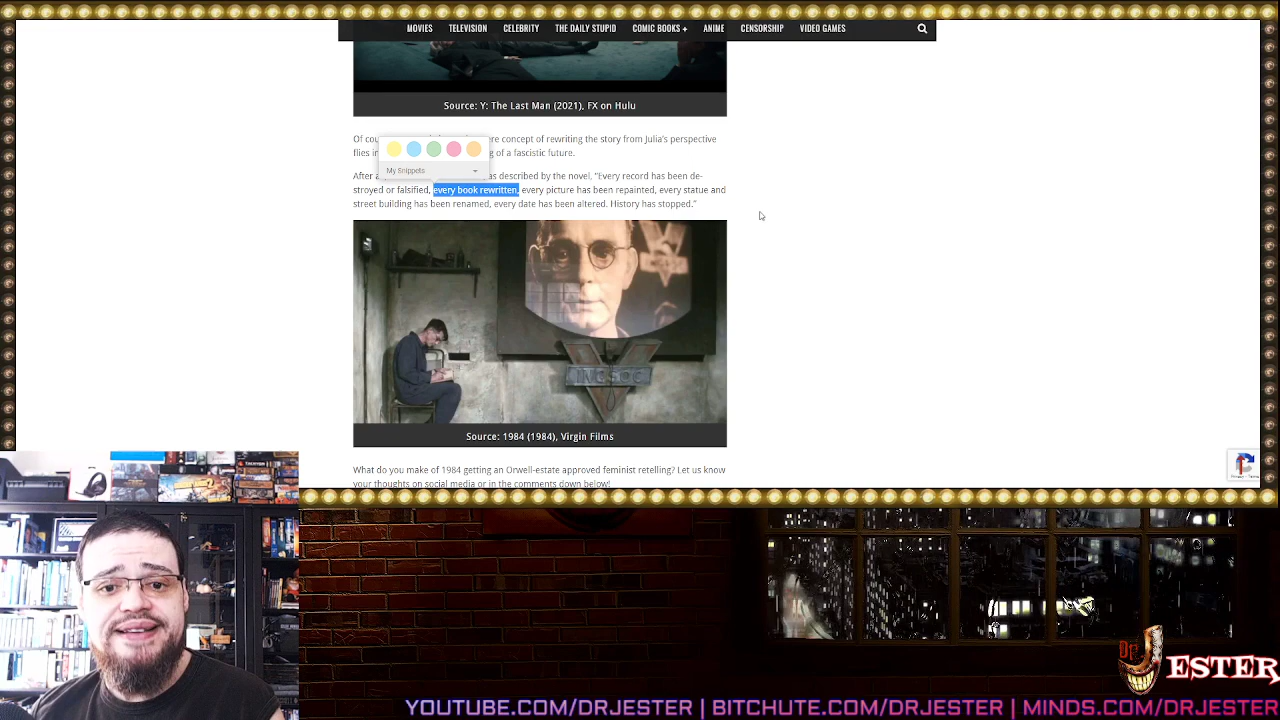 MOVIES TELEVISION CELEBRITY THE DAILY STUPID COMIC BOOKS + ANIME CENSORSHIP VIDEO GAMES
Source: Y: The Last Man (2021), FX on Hulu
Of cou re concept of rewriting the story from Julia's perspective
flies in g of a fascistic future.
My Snippets
After a as described by the novel, "Every record has been de-
stroyed or falsified, every book rewritten, every picture has been repainted, every statue and
street building has been renamed, every date has been altered. History has stopped."
INGSOC
Source: 1984 (1984), Virgin Films
What do you make of 1984 getting an Orwell-estate approved feminist retelling? Let us know
your thoughts on social media or in the comments down below!
Dr.
JESTER
YOUTUBE.COM/DRJESTER | BITCHUTE.COM/DRJESTER | MINDS.COM/DRJESTER